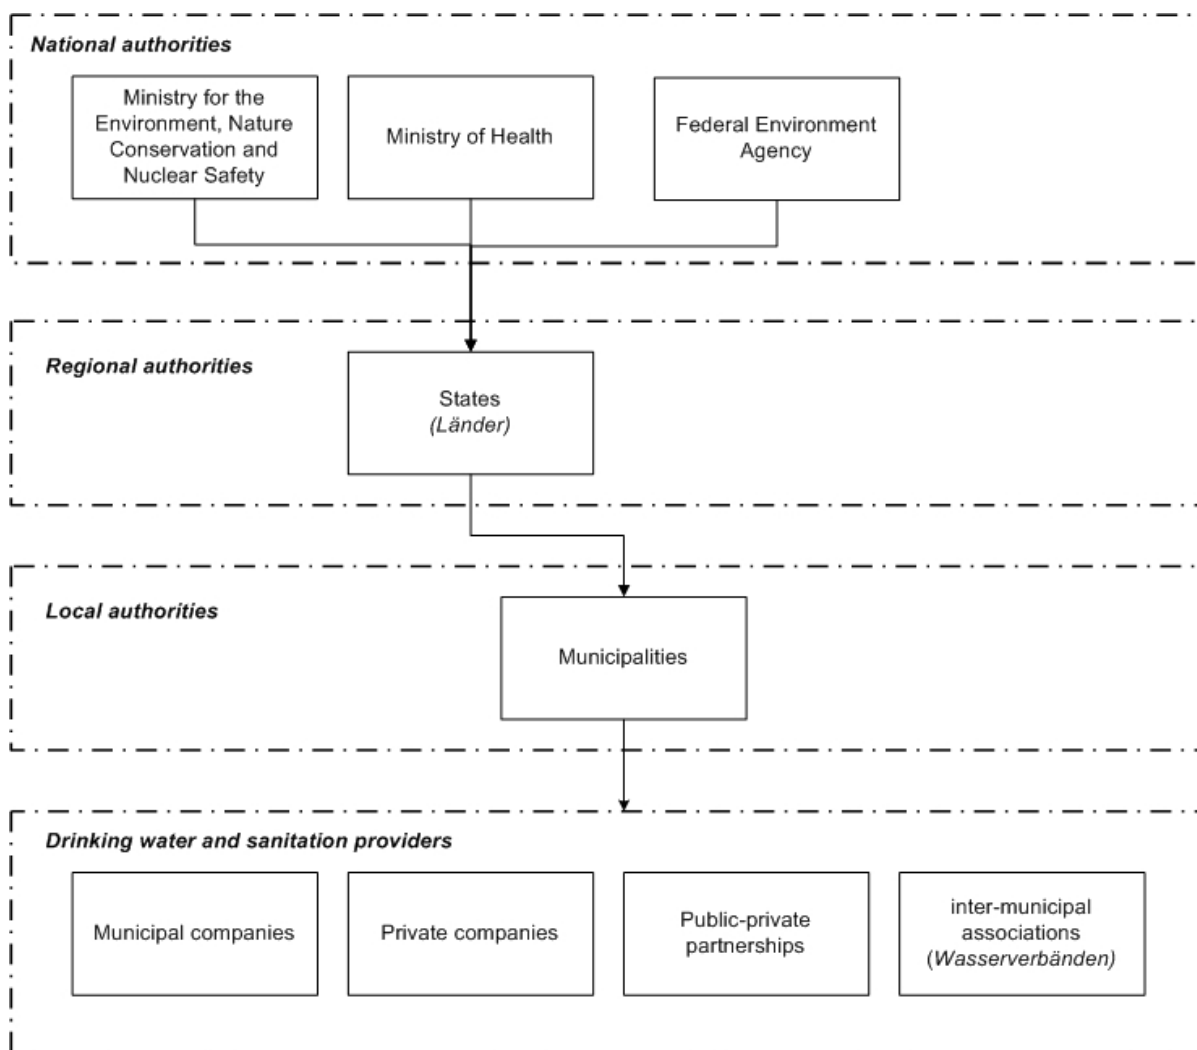 National authorities
Ministry for the
Environment, Nature
Conservation and
Nuclear Safety
Ministry of Health
Federal Environment
Agency
Regional authorities
States
(Länder)
Local authorities
Municipalities
Drinking water and sanitation providers
Municipal companies
Private companies
Public-private
partnerships
inter-municipal
associations
(Wasserverbänden)